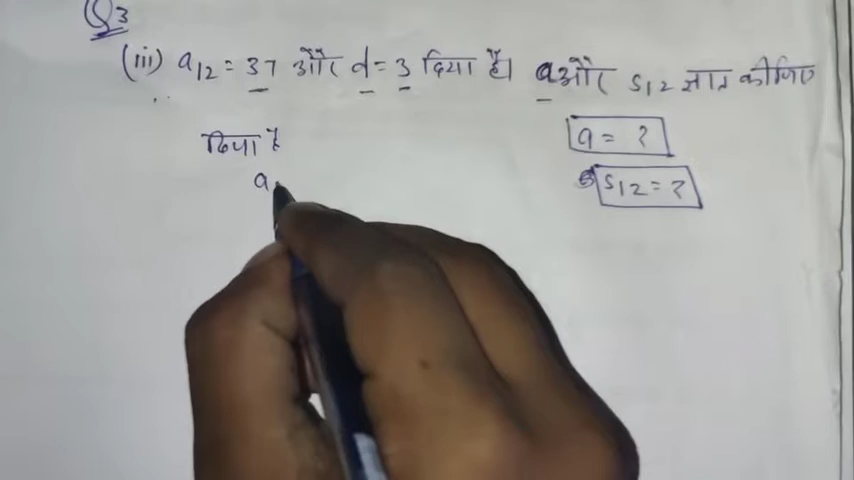 Q3
(iii) a12 = 37 और d = 3 दिया है। a और S12 ज्ञात कीजिए
a = ?
दिया है
S12 = ?
a